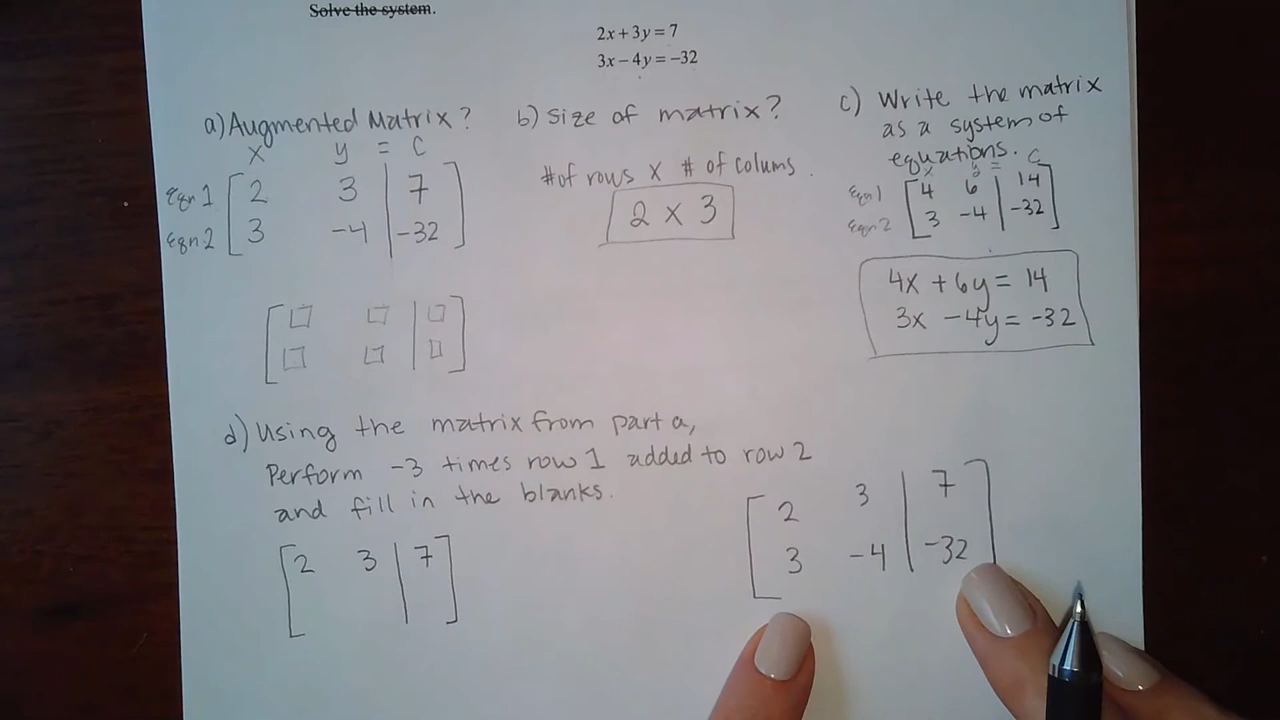 Solve the system.
2x + 3y = 7
3x − 4y = −32
a) Augmented Matrix?
x y = C
Eqn 1 [ 2 3 | 7 ]
Eqn 2 [ 3 -4 | -32 ]
[ □ □ | □ ]
[ □ □ | □ ]
b) Size of matrix?
# of rows x # of colums.
2 x 3
c) Write the matrix
as a system of
equations.
x y = C
Eqn 1 [ 4 6 | 14 ]
Eqn 2 [ 3 -4 | -32 ]
4x + 6y = 14
3x - 4y = -32
d) Using the matrix from part a,
Perform -3 times row 1 added to row 2
and fill in the blanks.
[ 2 3 | 7 ]
[ 2 3 | 7 ]
[ 3 -4 | -32 ]